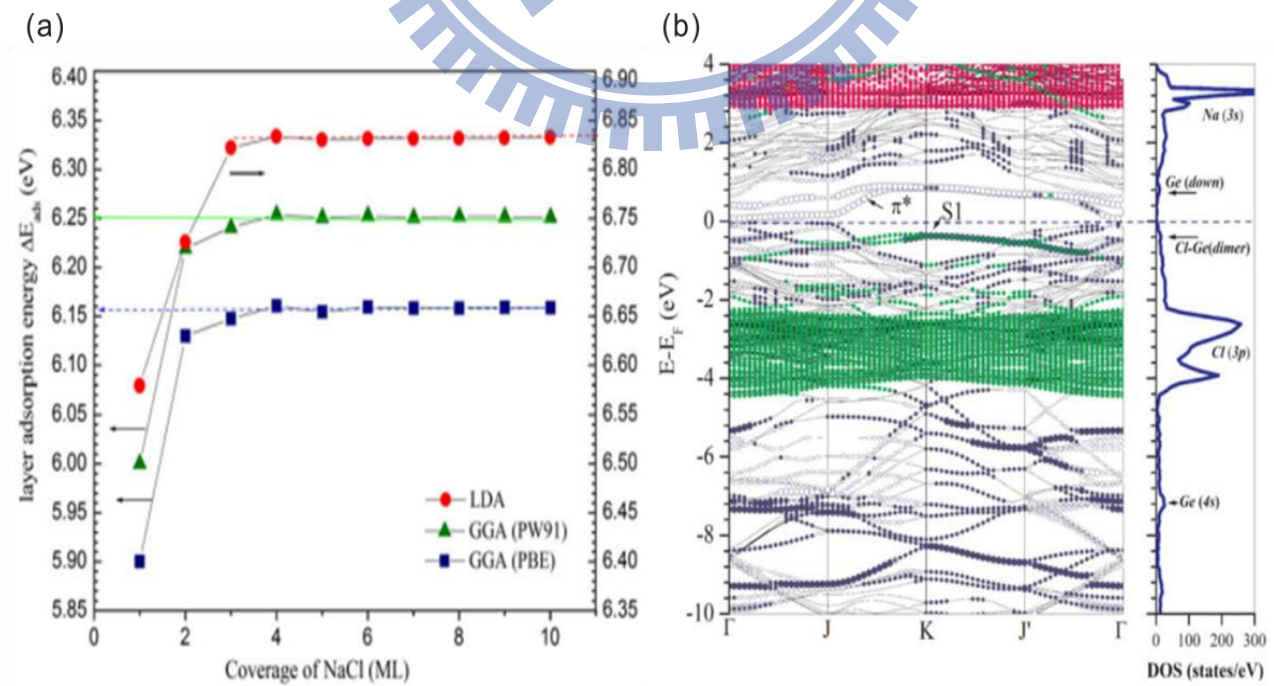 (a)
(b)
layer adsorption energy ΔE_ads (eV)
6.40
6.35
6.30
6.25
6.20
6.15
6.10
6.05
6.00
5.95
5.90
5.85
6.90
6.85
6.80
6.75
6.70
6.65
6.60
6.55
6.50
6.45
6.40
6.35
LDA
GGA (PW91)
GGA (PBE)
0 2 4 6 8 10
Coverage of NaCl (ML)
E-E_F (eV)
4
2
0
-2
-4
-6
-8
-10
π*
S1
Γ J K J' Γ
Na (3s)
Ge (down)
Cl-Ge(dimer)
Cl (3p)
Ge (4s)
0 100 200 300
DOS (states/eV)